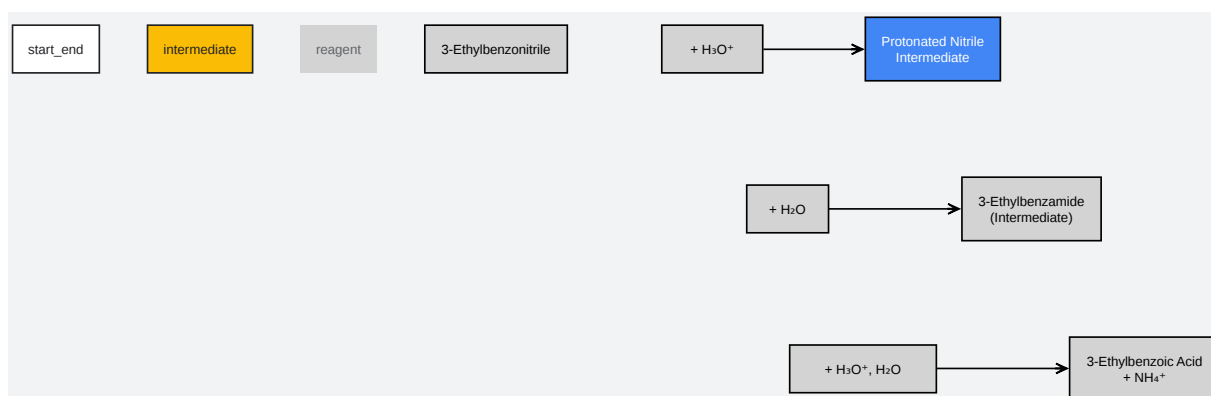 start_end
intermediate
reagent
3-Ethylbenzonitrile
+ H₃O⁺
Protonated Nitrile
Intermediate
+ H₂O
3-Ethylbenzamide
(Intermediate)
+ H₃O⁺, H₂O
3-Ethylbenzoic Acid
+ NH₄⁺